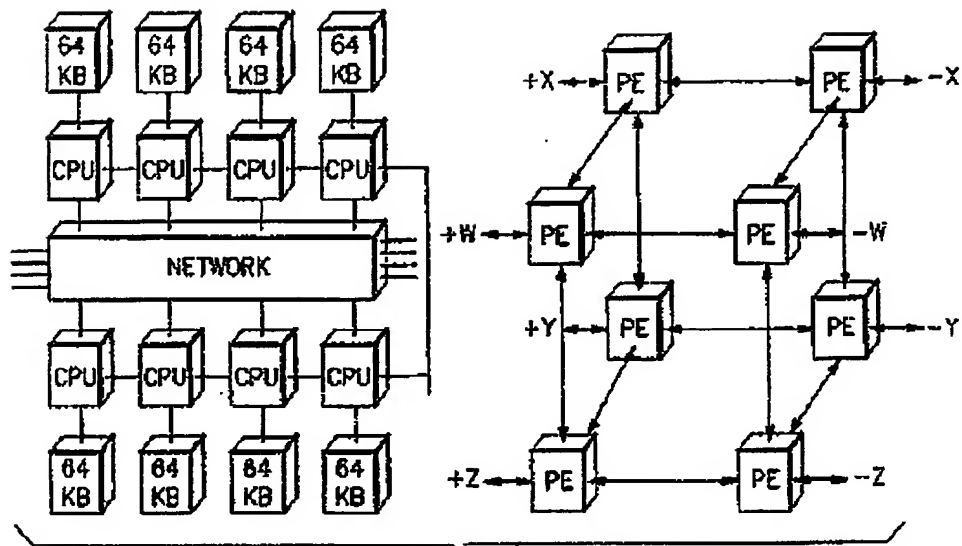 64 64 64 64
KB KB KB KB
+X PE PE -X
CPU CPU CPU CPU
+W PE PE -W
NETWORK
+Y PE PE -Y
CPU CPU CPU CPU
64 64 64 64
KB KB KB KB
+Z PE PE -Z